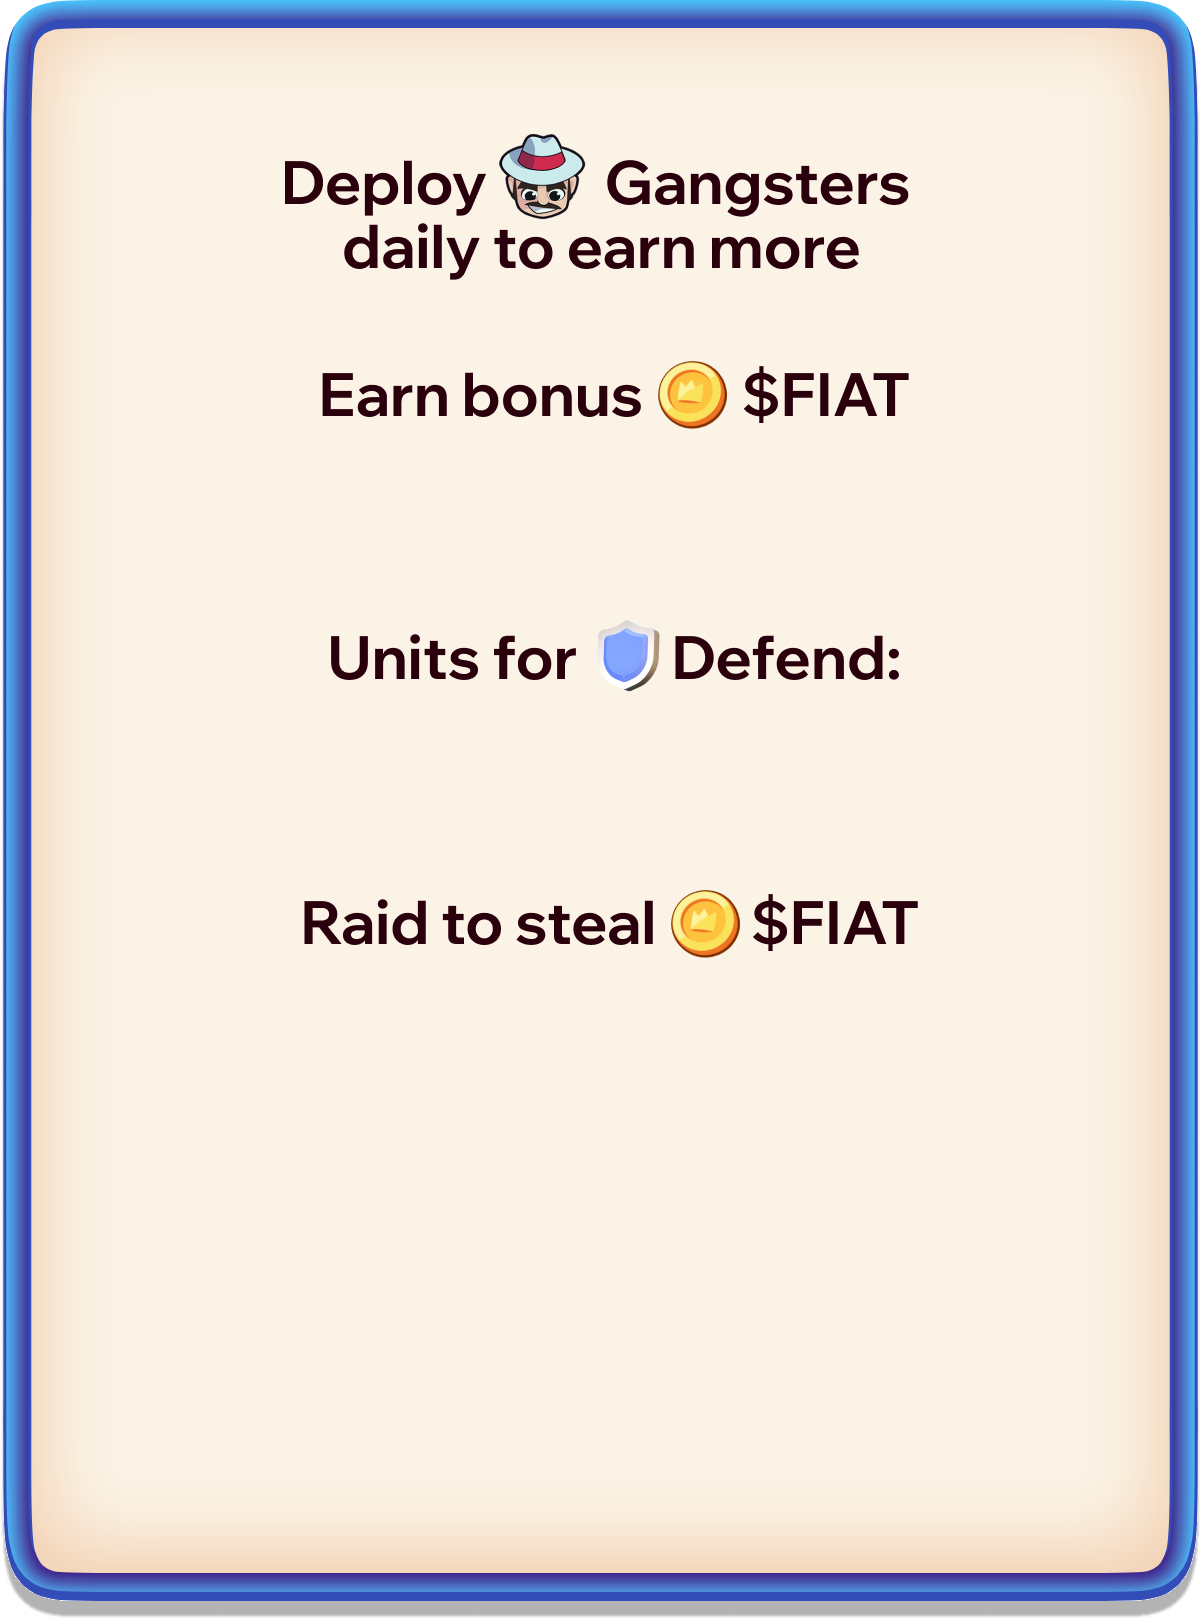 Deploy Gangsters
daily to earn more
Earn bonus $FIAT
Units for Defend:
Raid to steal $FIAT